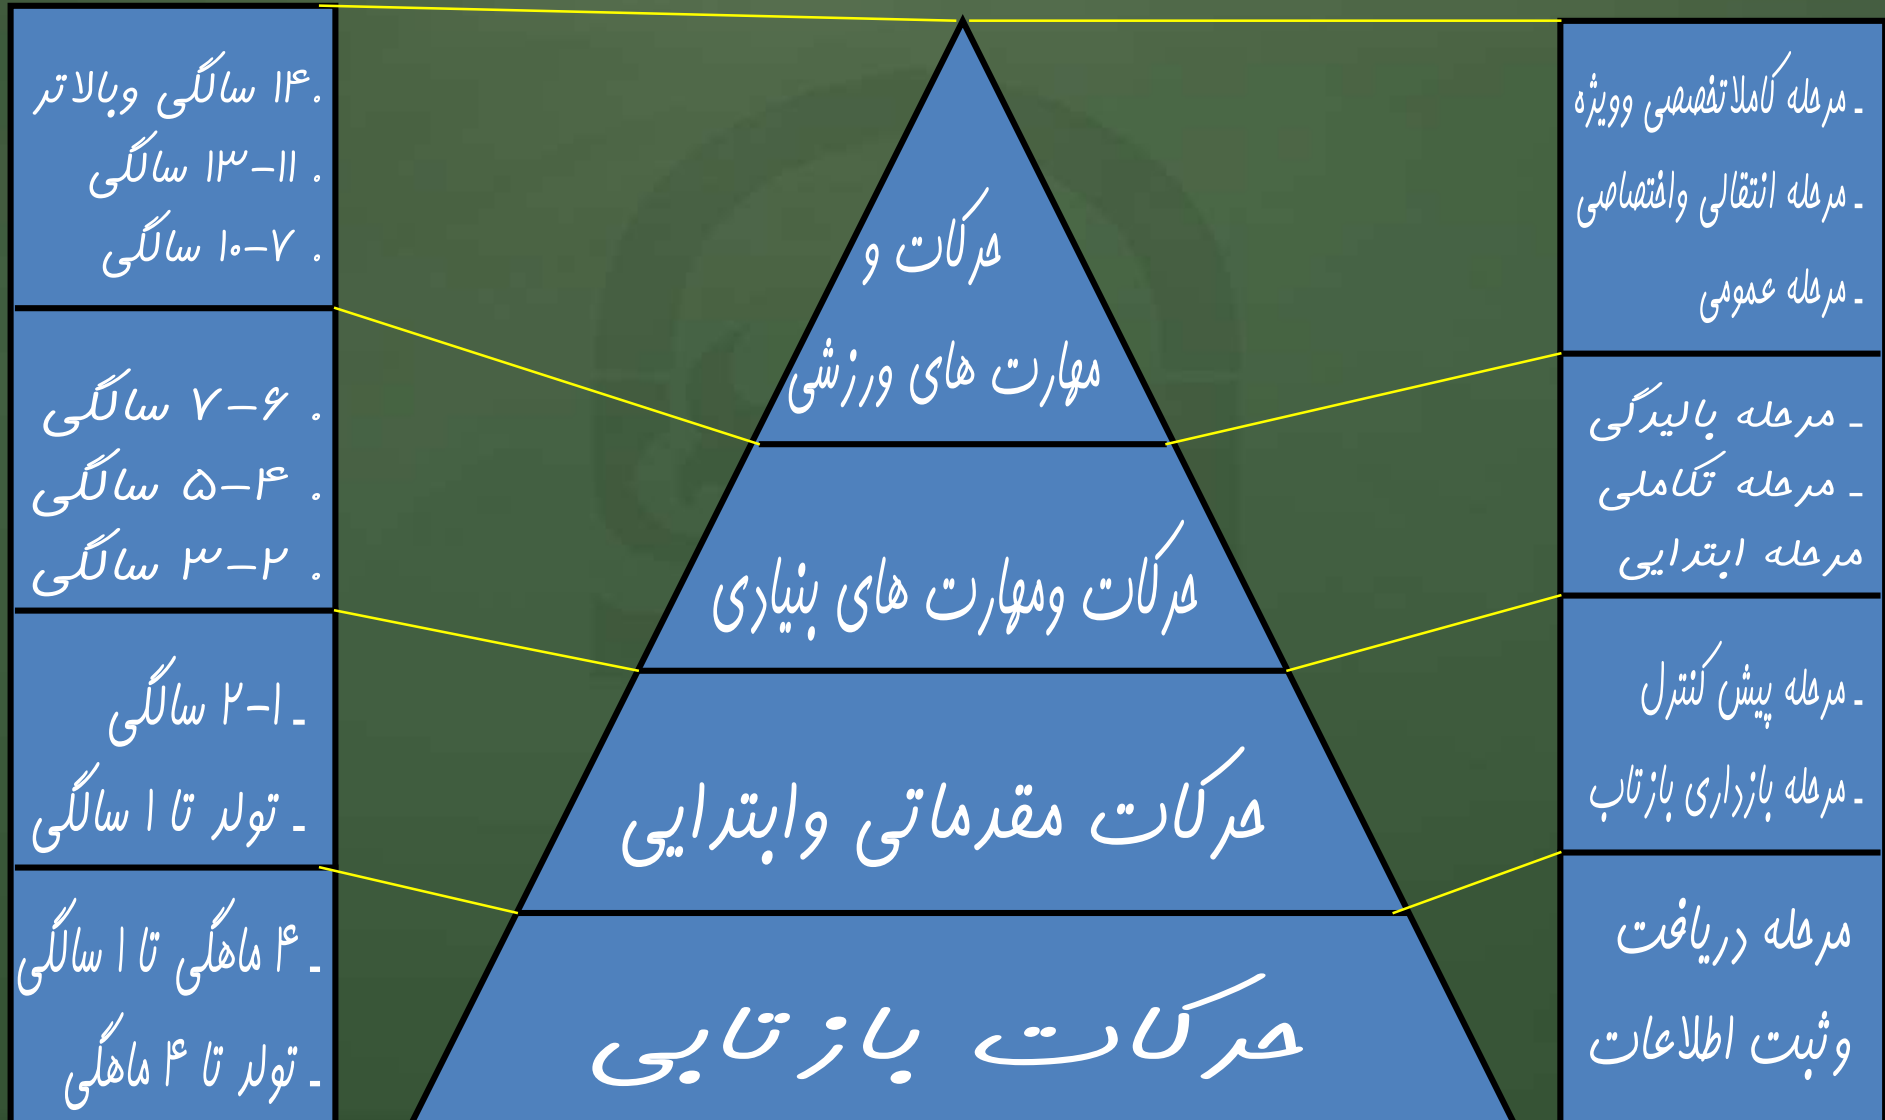 ـ مرحله کاملا تخصصی وویژه
ـ مرحله انتقالی واختصاصی
ـ مرحله عمومی
ـ مرحله بالیدگی
ـ مرحله تکاملی
مرحله ابتدایی
ـ مرحله پیش کنترل
ـ مرحله بازداری بازتاب
مرحله دریافت
و ثبت اطلاعات
حرکات و
مهارت های ورزشی
حرکات ومهارت های بنیادی
حرکات مقدماتی وابتدایی
حرکات بازتابی
.۱۴ سالگی وبالاتر
. ۱۱–۱۳ سالگی
. ۷–۱۰ سالگی
. ۶–۷ سالگی
. ۴–۵ سالگی
. ۲–۳ سالگی
ـ ۱–۲ سالگی
ـ تولد تا ۱ سالگی
ـ ۴ ماهگی تا ۱ سالگی
ـ تولد تا ۴ ماهگی